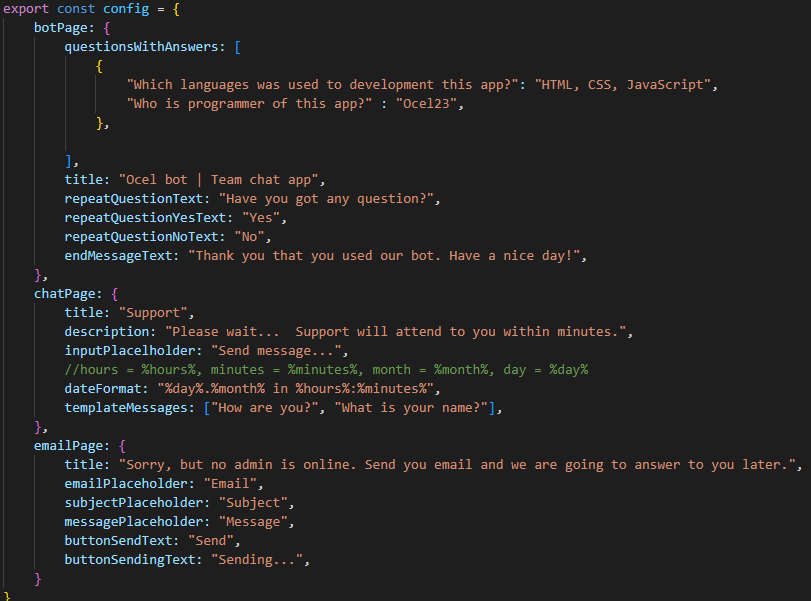 export const config = {
    botPage: {
        questionsWithAnswers: [
            {
                "Which languages was used to development this app?": "HTML, CSS, JavaScript",
                "Who is programmer of this app?" : "Ocel23",
            },

        ],
        title: "Ocel bot | Team chat app",
        repeatQuestionText: "Have you got any question?",
        repeatQuestionYesText: "Yes",
        repeatQuestionNoText: "No",
        endMessageText: "Thank you that you used our bot. Have a nice day!",
    },
    chatPage: {
        title: "Support",
        description: "Please wait...  Support will attend to you within minutes.",
        inputPlacelholder: "Send message...",
        //hours = %hours%, minutes = %minutes%, month = %month%, day = %day%
        dateFormat: "%day%.%month% in %hours%:%minutes%",
        templateMessages: ["How are you?", "What is your name?"],
    },
    emailPage: {
        title: "Sorry, but no admin is online. Send you email and we are going to answer to you later.",
        emailPlaceholder: "Email",
        subjectPlaceholder: "Subject",
        messagePlaceholder: "Message",
        buttonSendText: "Send",
        buttonSendingText: "Sending...",
    }
}